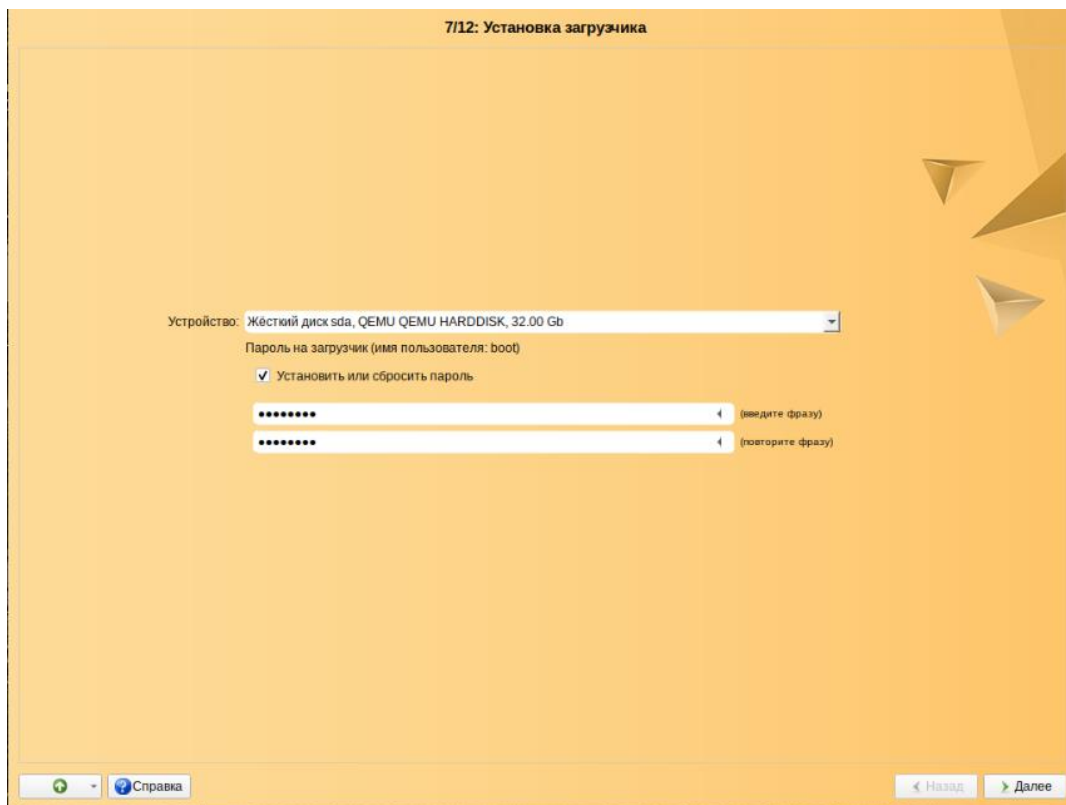 7/12: Установка загрузчика
Устройство: Жёсткий диск sda, QEMU QEMU HARDDISK, 32.00 Gb
Пароль на загрузчик (имя пользователя: boot)
Установить или сбросить пароль
•••••••• (введите фразу)
•••••••• (повторите фразу)
Справка Назад Далее